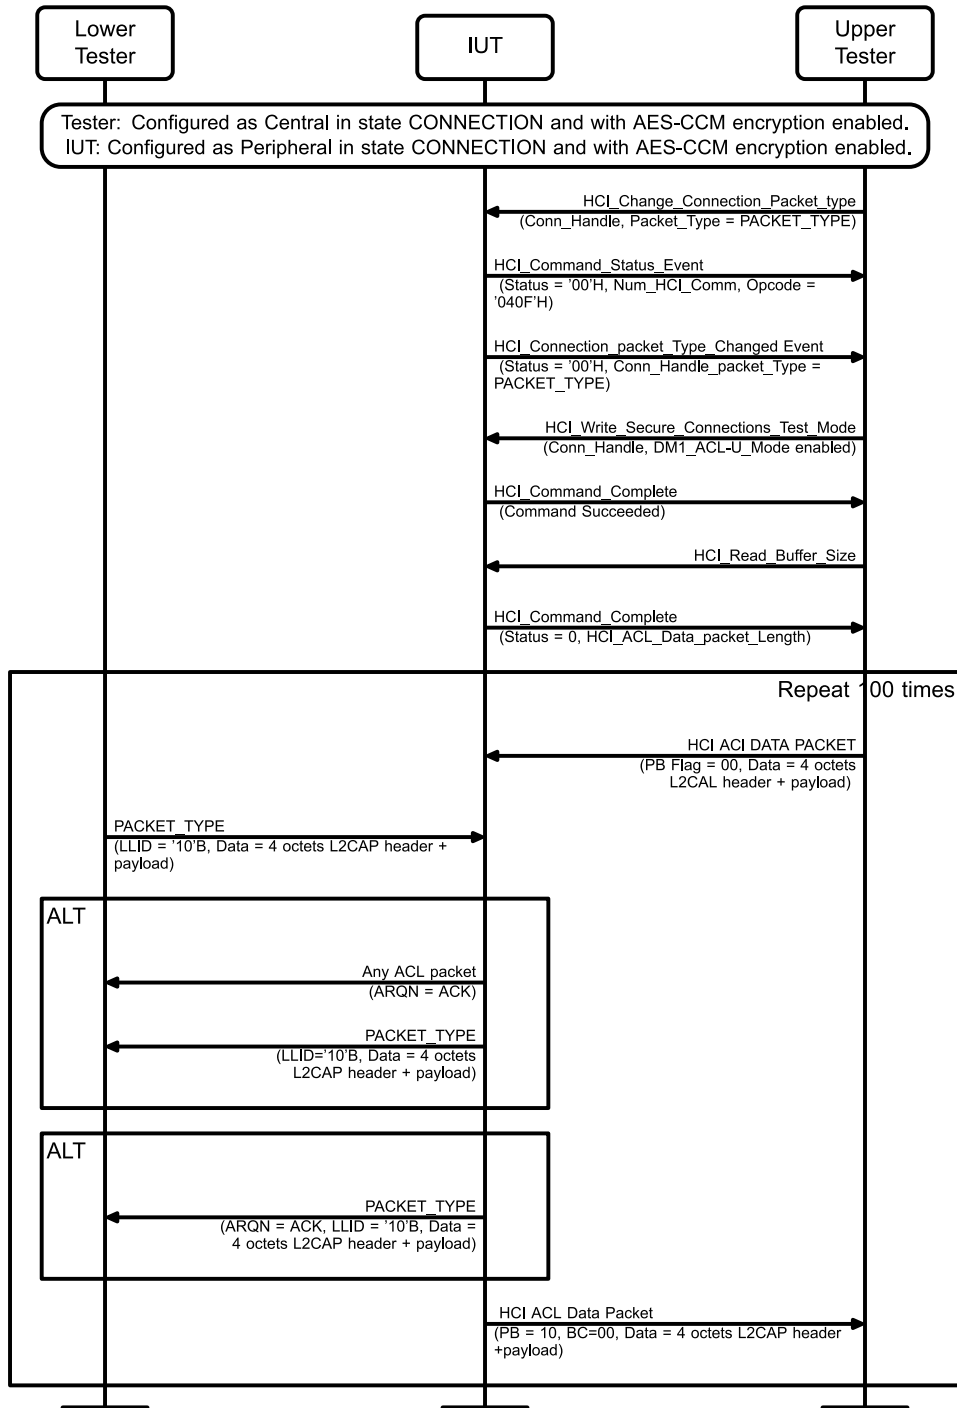 Lower
Tester
IUT
Upper
Tester
Tester: Configured as Central in state CONNECTION and with AES-CCM encryption enabled.
IUT: Configured as Peripheral in state CONNECTION and with AES-CCM encryption enabled.
HCI_Change_Connection_Packet_type
(Conn_Handle, Packet_Type = PACKET_TYPE)
HCI_Command_Status_Event
(Status = '00'H, Num_HCI_Comm, Opcode =
'040F'H)
HCI_Connection_packet_Type_Changed Event
(Status = '00'H, Conn_Handle_packet_Type =
PACKET_TYPE)
HCI_Write_Secure_Connections_Test_Mode
(Conn_Handle, DM1_ACL-U_Mode enabled)
HCI_Command_Complete
(Command Succeeded)
HCI_Read_Buffer_Size
HCI_Command_Complete
(Status = 0, HCI_ACL_Data_packet_Length)
Repeat 100 times
HCI ACl DATA PACKET
(PB Flag = 00, Data = 4 octets
L2CAL header + payload)
PACKET_TYPE
(LLID = '10'B, Data = 4 octets L2CAP header +
payload)
ALT
Any ACL packet
(ARQN = ACK)
PACKET_TYPE
(LLID='10'B, Data = 4 octets
L2CAP header + payload)
ALT
PACKET_TYPE
(ARQN = ACK, LLID = '10'B, Data =
4 octets L2CAP header + payload)
HCI ACL Data Packet
(PB = 10, BC=00, Data = 4 octets L2CAP header
+payload)